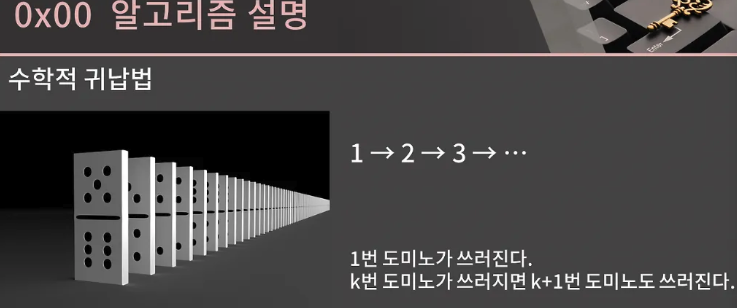 0x00 알고리즘 설명
수학적 귀납법
1 → 2 → 3 → ⋯
1번 도미노가 쓰러진다.
k번 도미노가 쓰러지면 k+1번 도미노도 쓰러진다.
Enter